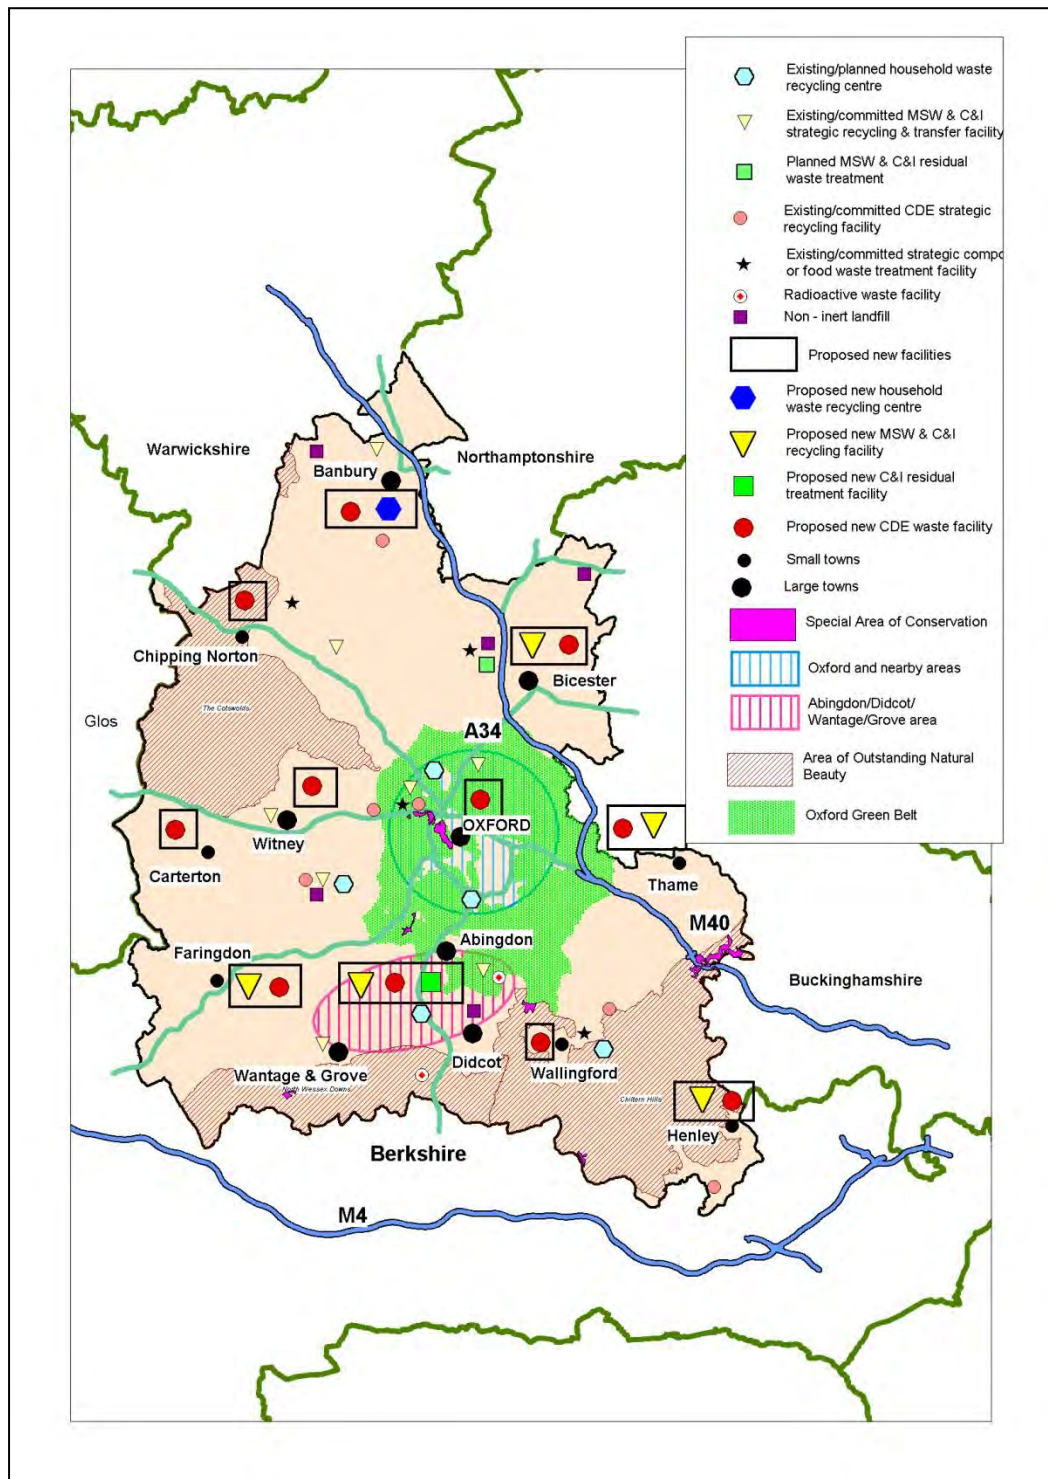 Existing/planned household waste
recycling centre
Existing/committed MSW & C&I
strategic recycling & transfer facility
Planned MSW & C&I residual
waste treatment
Existing/committed CDE strategic
recycling facility
Existing/committed strategic compo
or food waste treatment facility
Radioactive waste facility
Non - inert landfill
Proposed new facilities
Proposed new household
waste recycling centre
Proposed new MSW & C&I
recycling facility
Proposed new C&I residual
treatment facility
Proposed new CDE waste facility
Small towns
Large towns
Special Area of Conservation
Oxford and nearby areas
Abingdon/Didcot/
Wantage/Grove area
Area of Outstanding Natural
Beauty
Oxford Green Belt
Warwickshire
Northamptonshire
Banbury
Chipping Norton
Bicester
The Cotswolds
Glos
A34
OXFORD
Witney
Carterton
Thame
M40
Abingdon
Faringdon
Buckinghamshire
Didcot
Wallingford
Wantage & Grove
North Wessex Downs
Chiltern Hills
Henley
Berkshire
M4